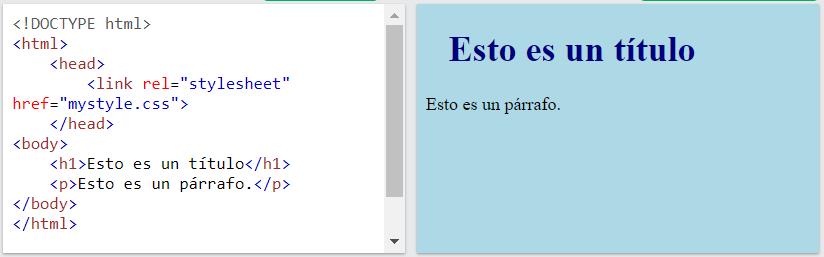 <!DOCTYPE html>
<html>
    <head>
        <link rel="stylesheet"
href="mystyle.css">
    </head>
<body>
    <h1>Esto es un título</h1>
    <p>Esto es un párrafo.</p>
</body>
</html>
Esto es un título
Esto es un párrafo.